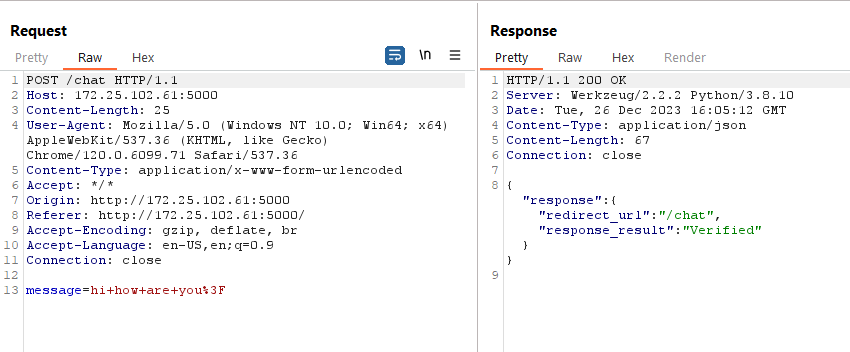 Request
Pretty Raw Hex
\n
1 POST /chat HTTP/1.1
2 Host: 172.25.102.61:5000
3 Content-Length: 25
4 User-Agent: Mozilla/5.0 (Windows NT 10.0; Win64; x64)
AppleWebKit/537.36 (KHTML, like Gecko)
Chrome/120.0.6099.71 Safari/537.36
5 Content-Type: application/x-www-form-urlencoded
6 Accept: */*
7 Origin: http://172.25.102.61:5000
8 Referer: http://172.25.102.61:5000/
9 Accept-Encoding: gzip, deflate, br
10 Accept-Language: en-US,en;q=0.9
11 Connection: close
12
13 message=hi+how+are+you%3F
Response
Pretty Raw Hex Render
1 HTTP/1.1 200 OK
2 Server: Werkzeug/2.2.2 Python/3.8.10
3 Date: Tue, 26 Dec 2023 16:05:12 GMT
4 Content-Type: application/json
5 Content-Length: 67
6 Connection: close
7
8 {
"response":{
"redirect_url":"/chat",
"response_result":"Verified"
}
}
9